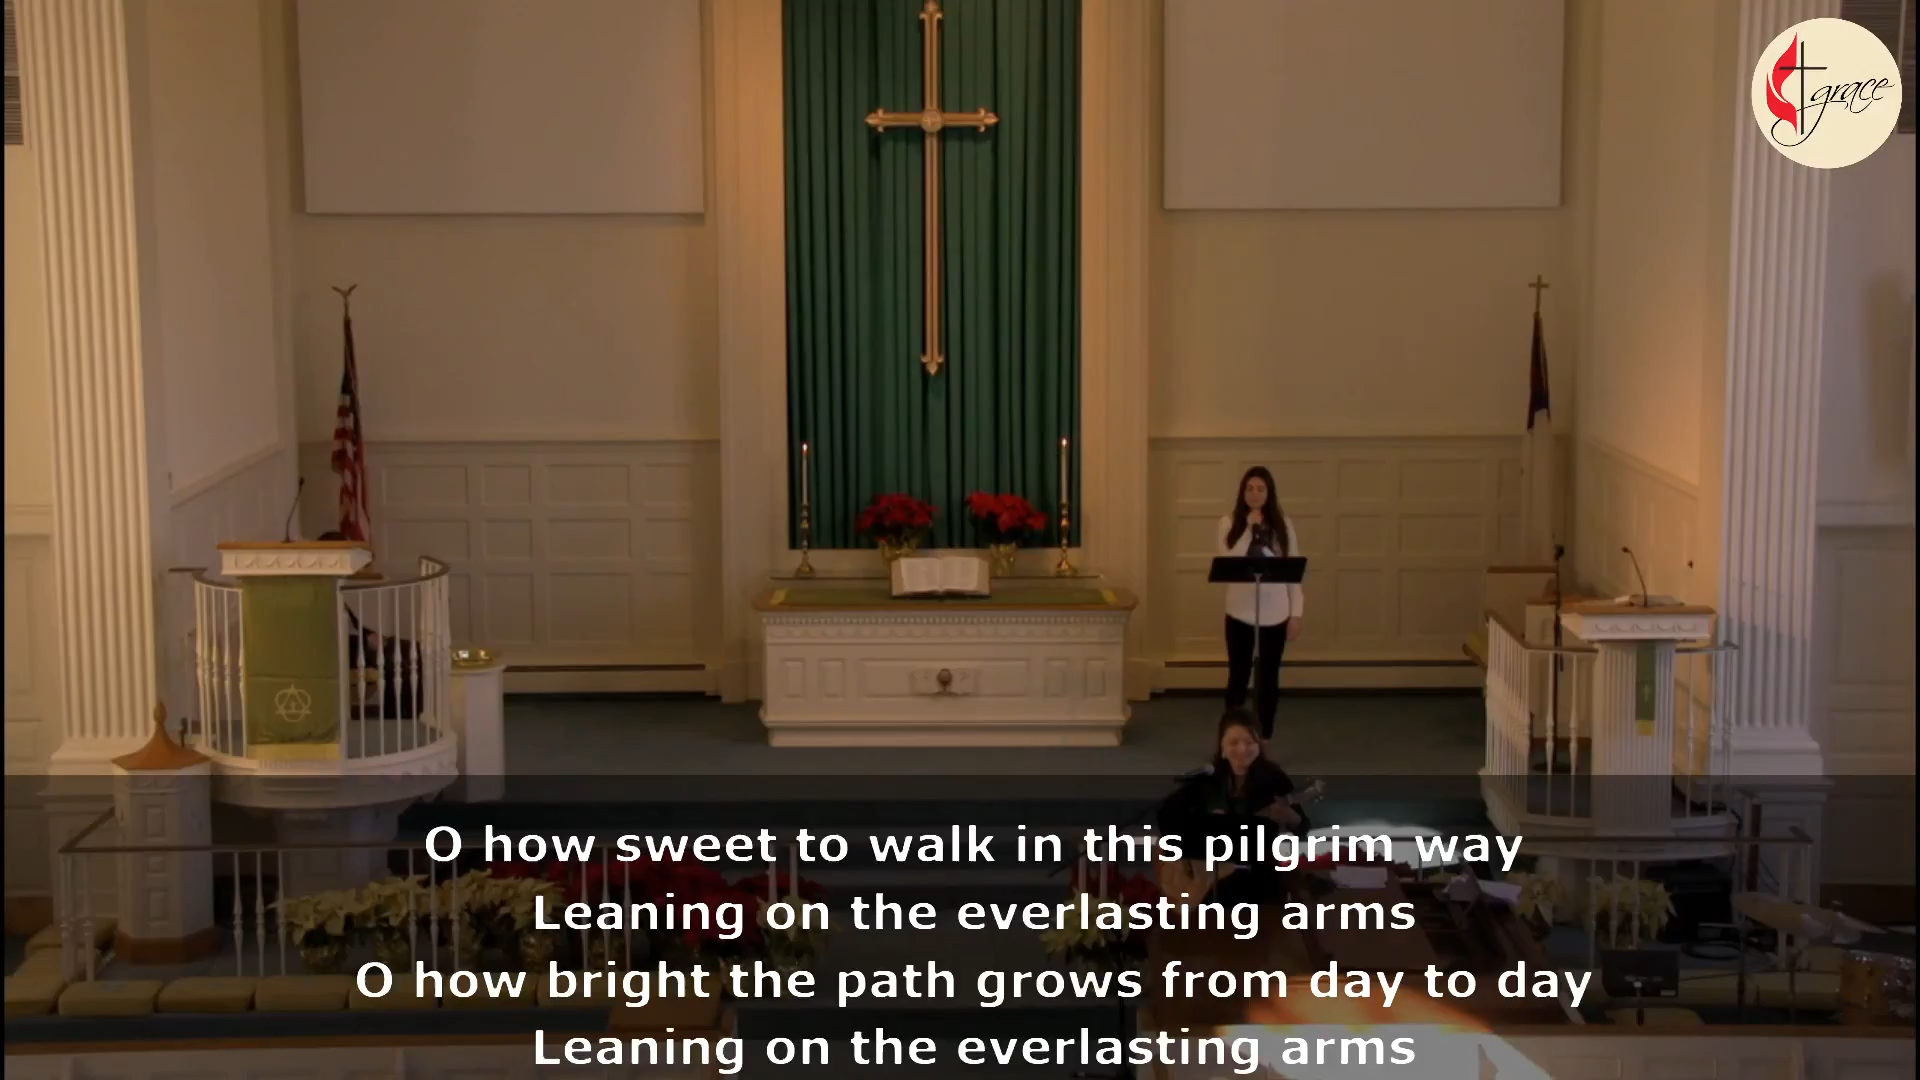 grace
O how sweet to walk in this pilgrim way
Leaning on the everlasting arms
O how bright the path grows from day to day
Leaning on the everlasting arms